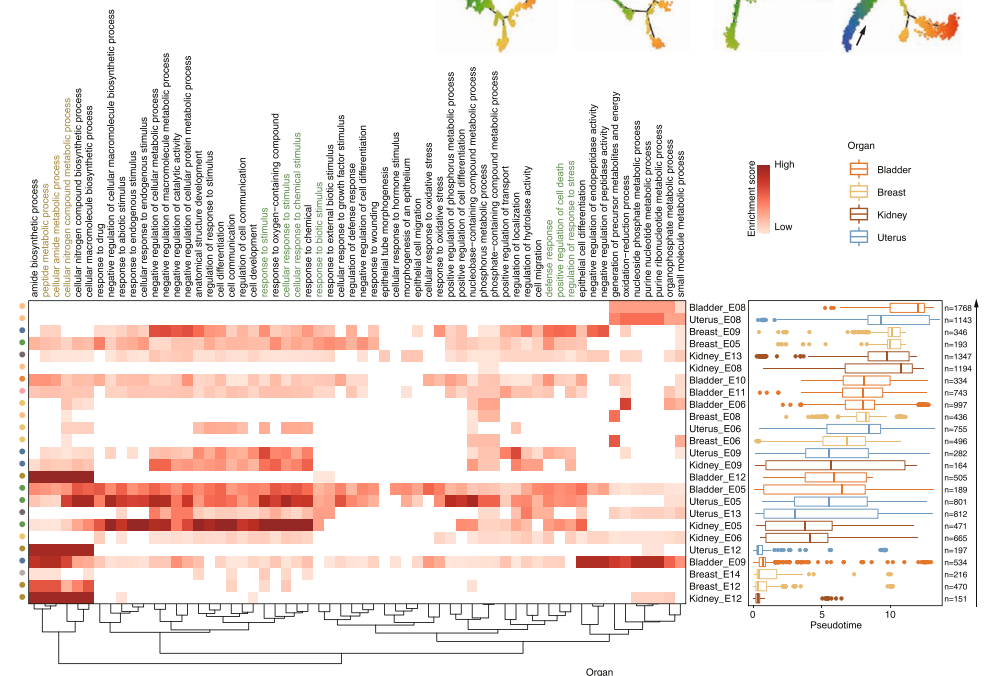 amide biosynthetic process
peptide metabolic process
cellular amide metabolic process
cellular nitrogen compound metabolic process
cellular nitrogen compound biosynthetic process
cellular macromolecule biosynthetic process
response to drug
negative regulation of cellular macromolecule biosynthetic process
response to abiotic stimulus
response to endogenous stimulus
cellular response to endogenous stimulus
negative regulation of cellular metabolic process
negative regulation of macromolecule metabolic process
negative regulation of catalytic activity
negative regulation of cellular protein metabolic process
anatomical structure development
regulation of response to stimulus
cell differentiation
cell communication
regulation of cell communication
cell development
response to stimulus
response to oxygen−containing compound
cellular response to stimulus
cellular response to chemical stimulus
response to chemical
response to biotic stimulus
response to external biotic stimulus
cellular response to growth factor stimulus
regulation of defense response
negative regulation of cell differentiation
response to wounding
epithelial tube morphogenesis
cellular response to hormone stimulus
morphogenesis of an epithelium
epithelial cell migration
cellular response to oxidative stress
response to oxidative stress
positive regulation of phosphorus metabolic process
positive regulation of cell differentiation
nucleobase−containing compound metabolic process
phosphorus metabolic process
phosphate−containing compound metabolic process
positive regulation of transport
regulation of localization
regulation of hydrolase activity
cell migration
defense response
positive regulation of cell death
regulation of response to stress
epithelial cell differentiation
negative regulation of endopeptidase activity
negative regulation of peptidase activity
generation of precursor metabolites and energy
oxidation−reduction process
nucleoside phosphate metabolic process
purine nucleotide metabolic process
purine ribonucleotide metabolic process
organophosphate metabolic process
small molecule metabolic process
Enrichment score
High
Low
Organ
Bladder
Breast
Kidney
Uterus
Bladder_E08 n=1768
Uterus_E08 n=1143
Breast_E09 n=346
Breast_E05 n=193
Kidney_E13 n=1347
Kidney_E08 n=1194
Bladder_E10 n=334
Bladder_E11 n=743
Bladder_E06 n=997
Breast_E08 n=436
Uterus_E06 n=755
Breast_E06 n=496
Uterus_E09 n=282
Kidney_E09 n=164
Bladder_E12 n=505
Bladder_E05 n=189
Uterus_E05 n=801
Uterus_E13 n=812
Kidney_E05 n=471
Kidney_E06 n=665
Uterus_E12 n=197
Bladder_E09 n=534
Breast_E14 n=216
Breast_E12 n=470
Kidney_E12 n=151
0 5 10
Pseudotime
Organ